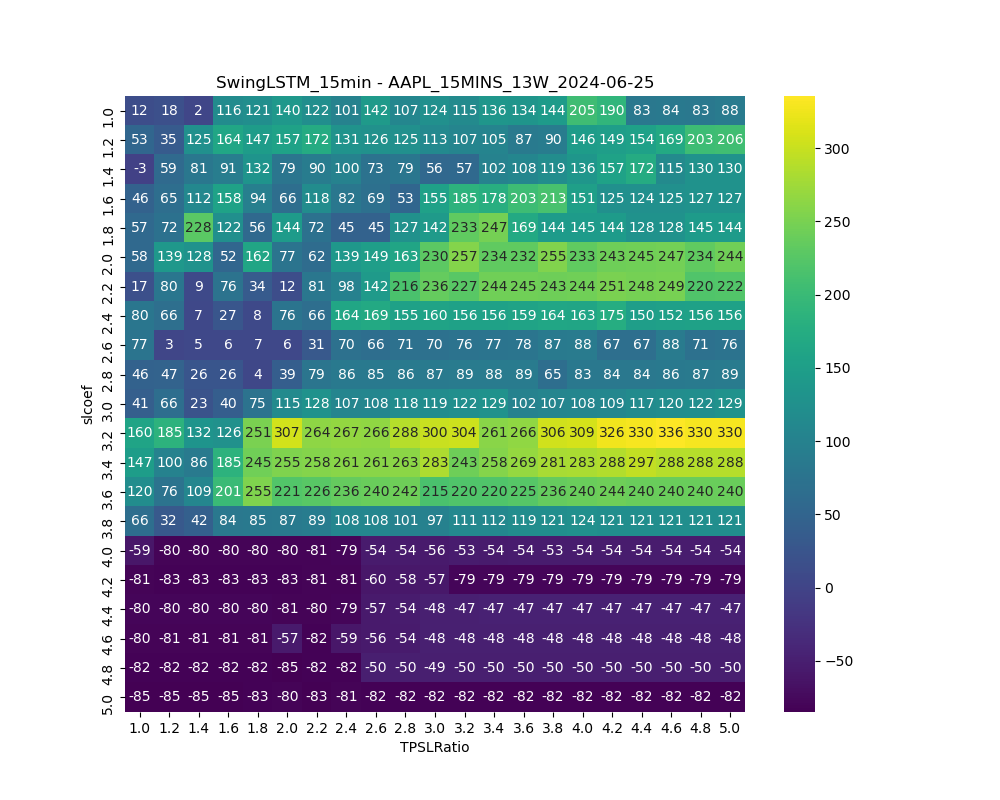 SwingLSTM_15min - AAPL_15MINS_13W_2024-06-25
1.0 12 18 2 116 121 140 122 101 142 107 124 115 136 134 144 205 190 83 84 83 88
1.2 53 35 125 164 147 157 172 131 126 125 113 107 105 87 90 146 149 154 169 203 206
1.4 -3 59 81 91 132 79 90 100 73 79 56 57 102 108 119 136 157 172 115 130 130
1.6 46 65 112 158 94 66 118 82 69 53 155 185 178 203 213 151 125 124 125 127 127
1.8 57 72 228 122 56 144 72 45 45 127 142 233 247 169 144 145 144 128 128 145 144
2.0 58 139 128 52 162 77 62 139 149 163 230 257 234 232 255 233 243 245 247 234 244
2.2 17 80 9 76 34 12 81 98 142 216 236 227 244 245 243 244 251 248 249 220 222
2.4 80 66 7 27 8 76 66 164 169 155 160 156 156 159 164 163 175 150 152 156 156
2.6 77 3 5 6 7 6 31 70 66 71 70 76 77 78 87 88 67 67 88 71 76
2.8 46 47 26 26 4 39 79 86 85 86 87 89 88 89 65 83 84 84 86 87 89
3.0 41 66 23 40 75 115 128 107 108 118 119 122 129 102 107 108 109 117 120 122 129
3.2 160 185 132 126 251 307 264 267 266 288 300 304 261 266 306 309 326 330 336 330 330
3.4 147 100 86 185 245 255 258 261 261 263 283 243 258 269 281 283 288 297 288 288 288
3.6 120 76 109 201 255 221 226 236 240 242 215 220 220 225 236 240 244 240 240 240 240
3.8 66 32 42 84 85 87 89 108 108 101 97 111 112 119 121 124 121 121 121 121 121
4.0 -59 -80 -80 -80 -80 -80 -81 -79 -54 -54 -56 -53 -54 -54 -53 -54 -54 -54 -54 -54 -54
4.2 -81 -83 -83 -83 -83 -83 -81 -81 -60 -58 -57 -79 -79 -79 -79 -79 -79 -79 -79 -79 -79
4.4 -80 -80 -80 -80 -80 -81 -80 -79 -57 -54 -48 -47 -47 -47 -47 -47 -47 -47 -47 -47 -47
4.6 -80 -81 -81 -81 -81 -57 -82 -59 -56 -54 -48 -48 -48 -48 -48 -48 -48 -48 -48 -48 -48
4.8 -82 -82 -82 -82 -82 -85 -82 -82 -50 -50 -49 -50 -50 -50 -50 -50 -50 -50 -50 -50 -50
5.0 -85 -85 -85 -85 -83 -80 -83 -81 -82 -82 -82 -82 -82 -82 -82 -82 -82 -82 -82 -82 -82
1.0 1.2 1.4 1.6 1.8 2.0 2.2 2.4 2.6 2.8 3.0 3.2 3.4 3.6 3.8 4.0 4.2 4.4 4.6 4.8 5.0
TPSLRatio
slcoef
300
250
200
150
100
50
0
−50